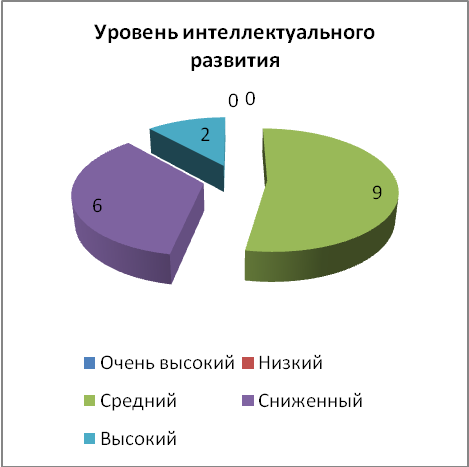 Уровень интеллектуального
развития
0 0
2
9
6
Очень высокий Низкий
Средний Сниженный
Высокий